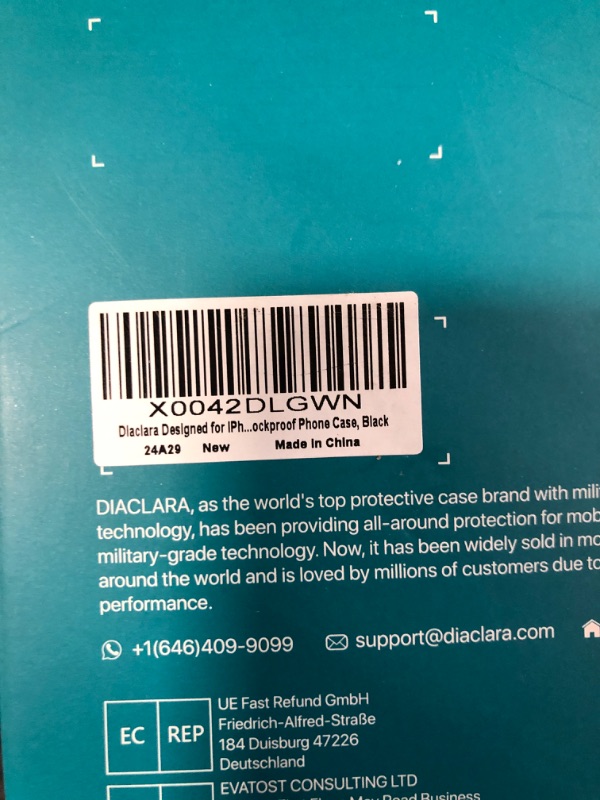 X0042DLGWN
Diaclara Designed for IPh...ockproof Phone Case, Black
24A29 New Made in China
DIACLARA, as the world's top protective case brand with mili
technology, has been providing all-around protection for mob
military-grade technology. Now, it has been widely sold in mo
around the world and is loved by millions of customers due to
performance.
+1(646)409-9099 support@diaclara.com
EC REP
UE Fast Refund GmbH
Friedrich-Alfred-Straße
184 Duisburg 47226
Deutschland
EVATOST CONSULTING LTD
Road Business